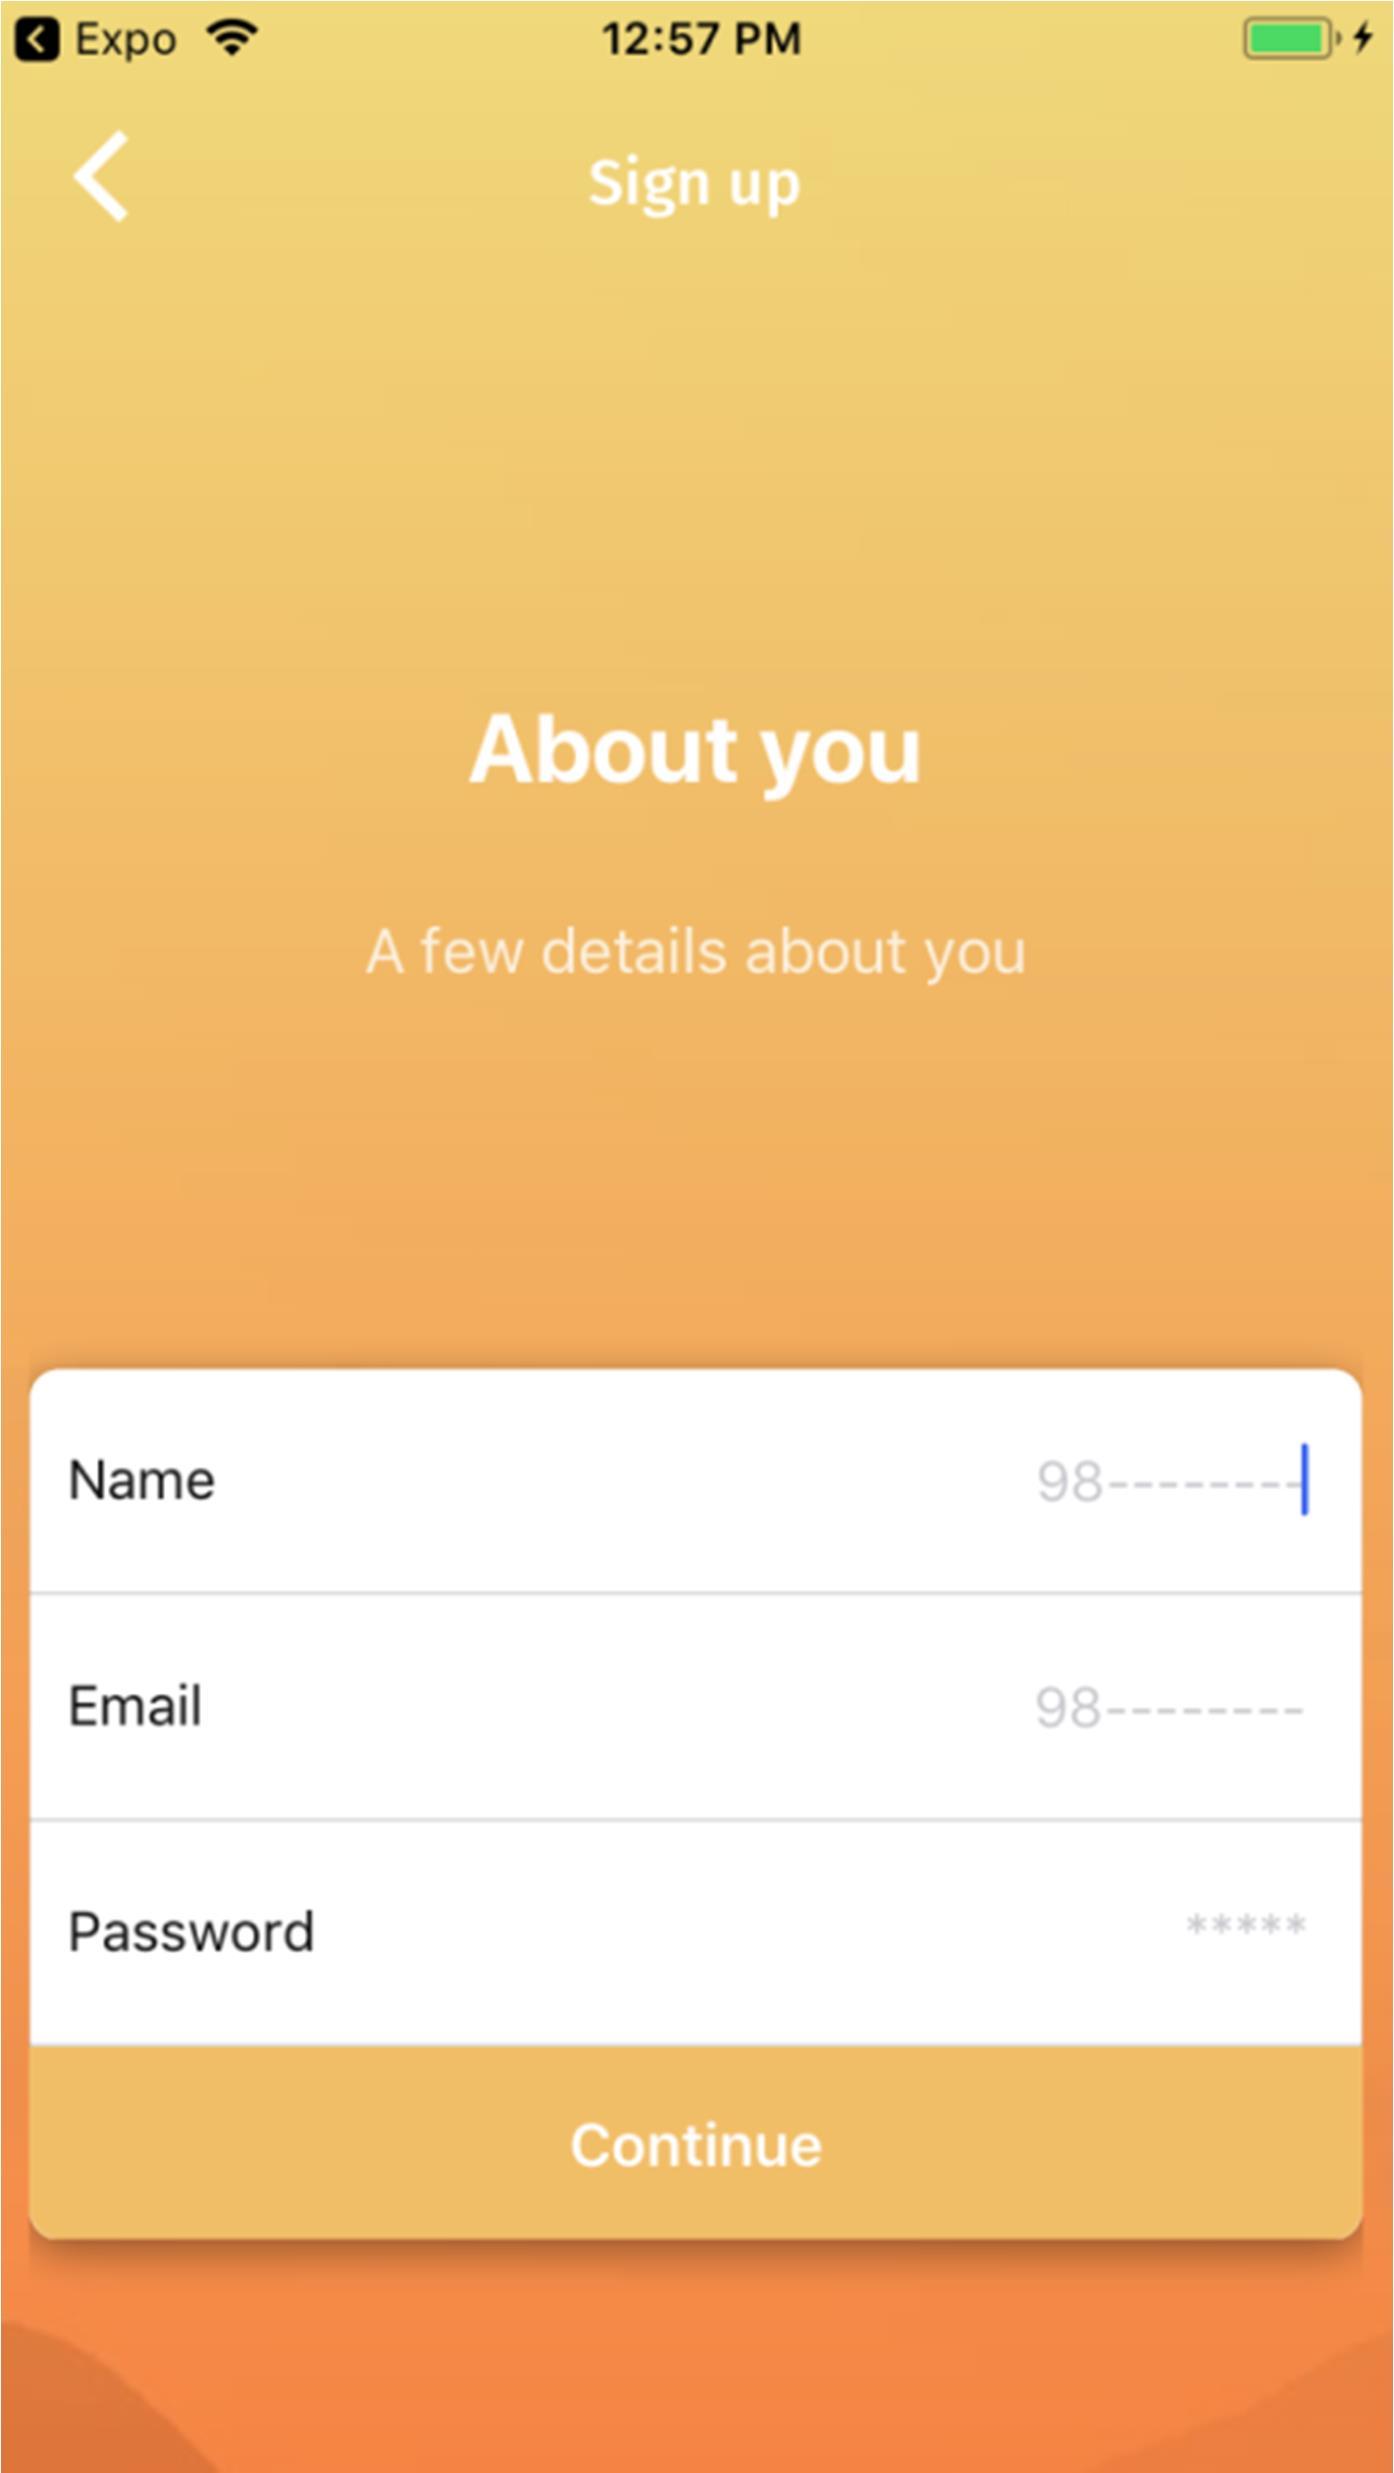 Expo 12:57 PM
Sign up
About you
A few details about you
Name 98--------
Email 98--------
Password *****
Continue